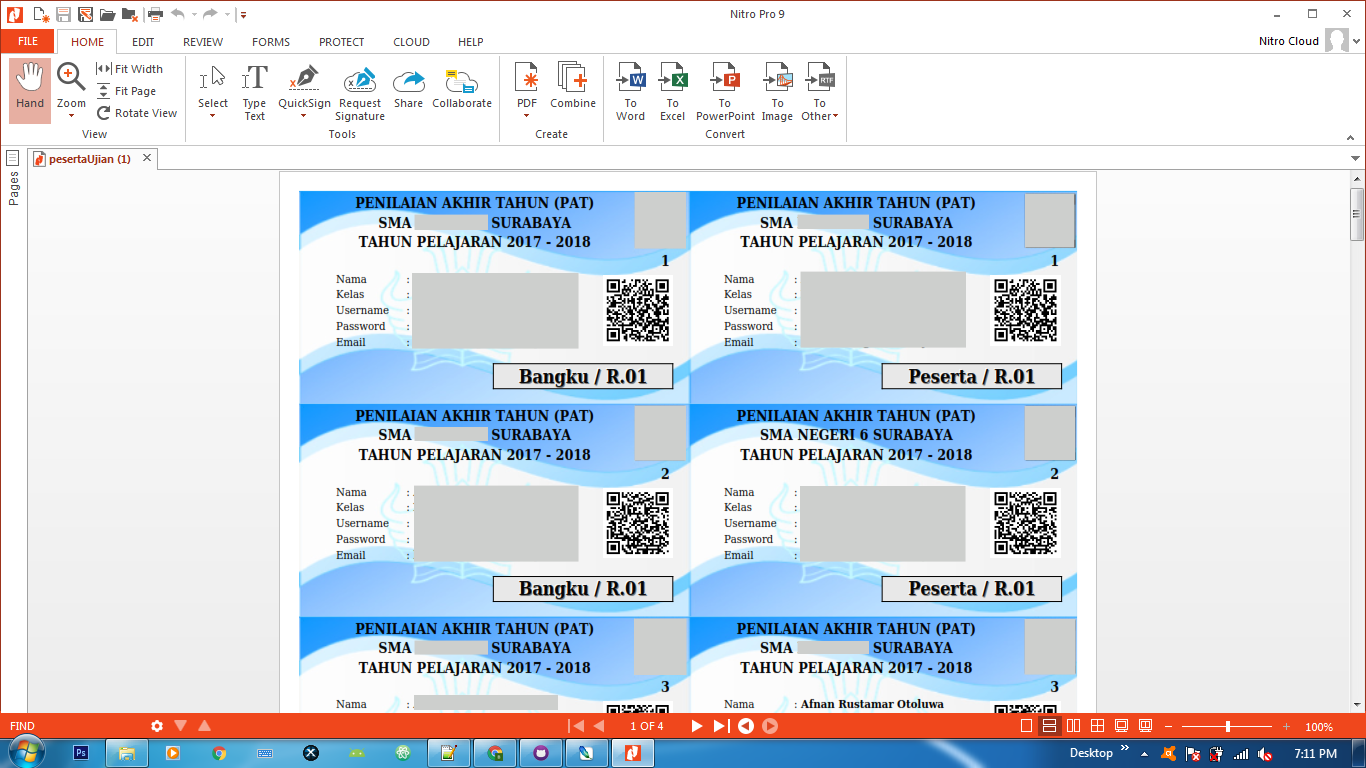 Nitro Pro 9
FILE HOME EDIT REVIEW FORMS PROTECT CLOUD HELP
Nitro Cloud
Hand
Zoom
Fit Width
Fit Page
Rotate View
View
Select
Type Text
QuickSign
Request Signature
Share
Collaborate
Tools
PDF
Combine
Create
To Word
To Excel
To PowerPoint
To Image
To Other
Convert
Pages
pesertaUjian (1)
PENILAIAN AKHIR TAHUN (PAT)
SMA SURABAYA
TAHUN PELAJARAN 2017 - 2018
1
Nama :
Kelas :
Username :
Password :
Email :
Bangku / R.01
PENILAIAN AKHIR TAHUN (PAT)
SMA SURABAYA
TAHUN PELAJARAN 2017 - 2018
1
Nama :
Kelas :
Username :
Password :
Email :
Peserta / R.01
PENILAIAN AKHIR TAHUN (PAT)
SMA SURABAYA
TAHUN PELAJARAN 2017 - 2018
2
Nama :
Kelas :
Username :
Password :
Email :
Bangku / R.01
PENILAIAN AKHIR TAHUN (PAT)
SMA NEGERI 6 SURABAYA
TAHUN PELAJARAN 2017 - 2018
2
Nama :
Kelas :
Username :
Password :
Email :
Peserta / R.01
PENILAIAN AKHIR TAHUN (PAT)
SMA SURABAYA
TAHUN PELAJARAN 2017 - 2018
3
Nama :
PENILAIAN AKHIR TAHUN (PAT)
SMA SURABAYA
TAHUN PELAJARAN 2017 - 2018
3
Nama : Afnan Rustamar Otoluwa
FIND
1 OF 4
100%
Ps
Desktop
7:11 PM